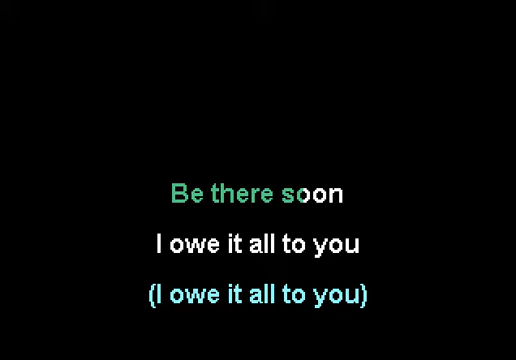 Be there soon
I owe it all to you
(I owe it all to you)